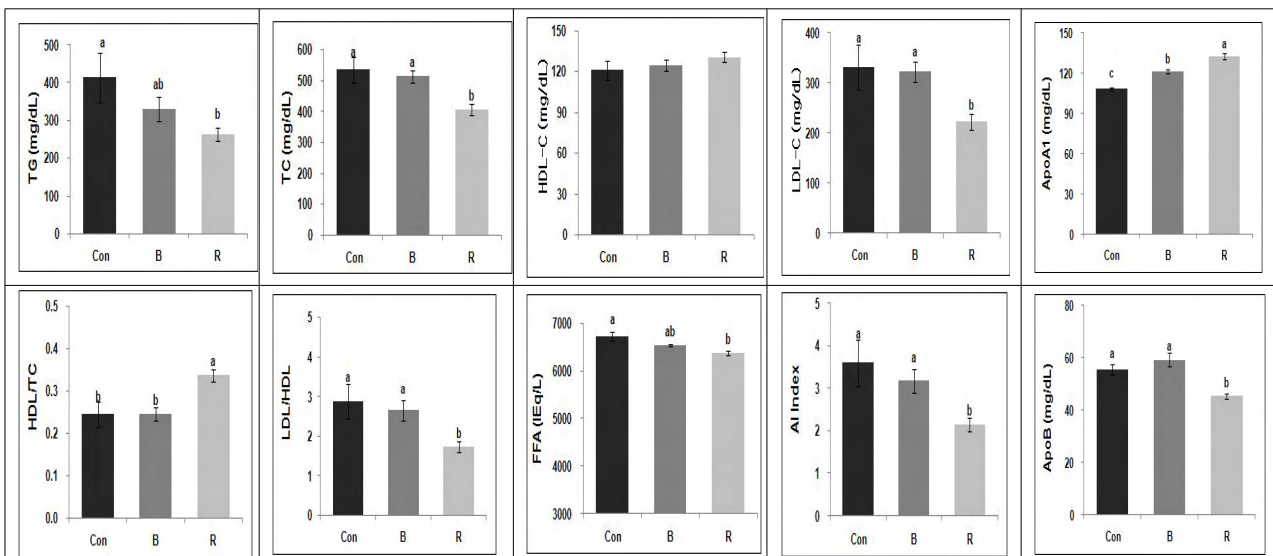 TG (mg/dL)
500
400
300
200
100
0
a
ab
b
Con B R
TC (mg/dL)
600
500
400
300
200
100
0
a
a
b
Con B R
HDL-C (mg/dL)
150
120
90
60
30
0
Con B R
LDL-C (mg/dL)
400
300
200
100
0
a
a
b
Con B R
ApoA1 (mg/dL)
150
120
90
60
30
0
c
b
a
Con B R
HDL/TC
0.5
0.4
0.3
0.2
0.1
0.0
b
b
a
Con B R
LDL/HDL
5
4
3
2
1
0
a
a
b
Con B R
FFA (lEq/L)
7000
6000
5000
4000
3000
a
ab
b
Con B R
AI Index
5
4
3
2
1
0
a
a
b
Con B R
ApoB (mg/dL)
80
60
40
20
0
a
a
b
Con B R